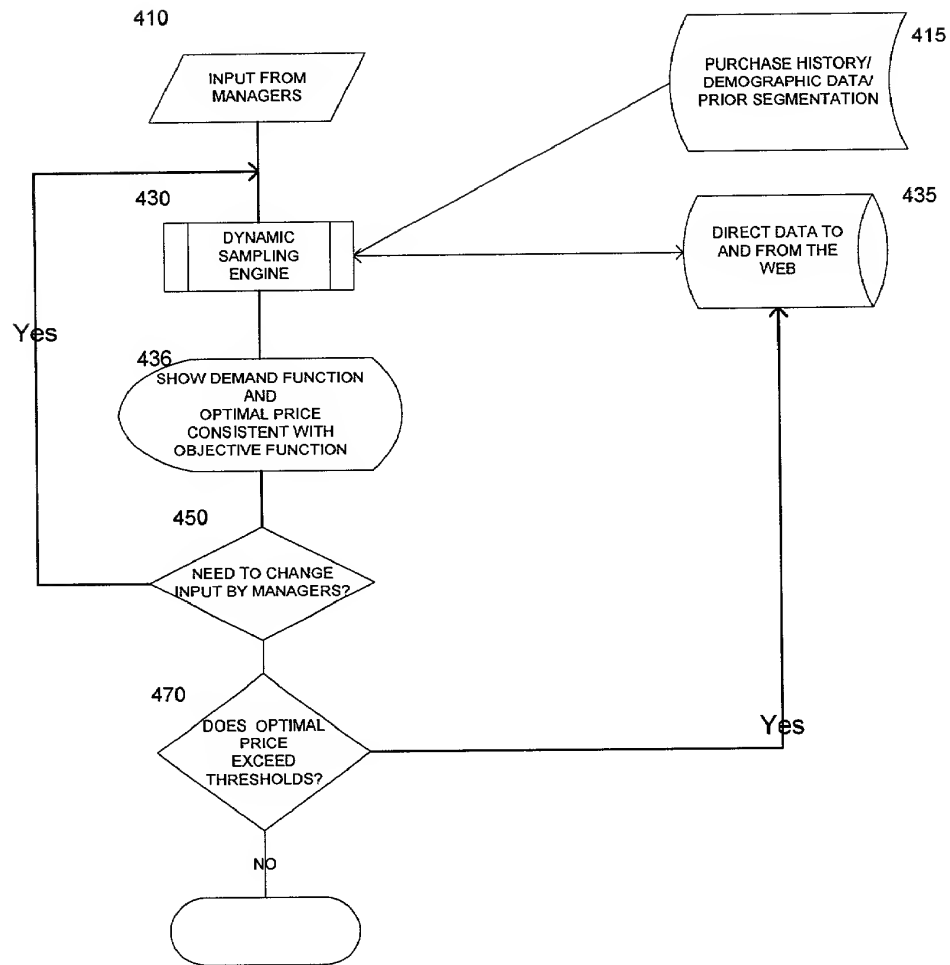 410
INPUT FROM
MANAGERS
415
PURCHASE HISTORY/
DEMOGRAPHIC DATA/
PRIOR SEGMENTATION
430
DYNAMIC
SAMPLING
ENGINE
435
DIRECT DATA TO
AND FROM THE
WEB
Yes
436
SHOW DEMAND FUNCTION
AND
OPTIMAL PRICE
CONSISTENT WITH
OBJECTIVE FUNCTION
450
NEED TO CHANGE
INPUT BY MANAGERS?
470
DOES OPTIMAL
PRICE
EXCEED
THRESHOLDS?
Yes
NO